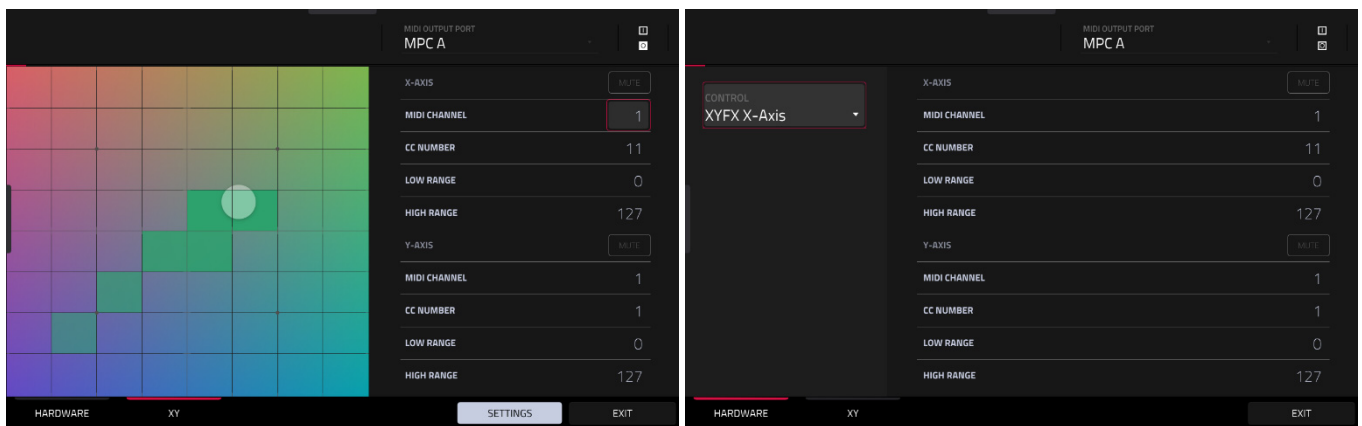 MIDI OUTPUT PORT
MPC A
X-AXIS MUTE
MIDI CHANNEL 1
CC NUMBER 11
LOW RANGE 0
HIGH RANGE 127
Y-AXIS MUTE
MIDI CHANNEL 1
CC NUMBER 1
LOW RANGE 0
HIGH RANGE 127
HARDWARE XY SETTINGS EXIT
MIDI OUTPUT PORT
MPC A
CONTROL
XYFX X-Axis
X-AXIS MUTE
MIDI CHANNEL 1
CC NUMBER 11
LOW RANGE 0
HIGH RANGE 127
Y-AXIS MUTE
MIDI CHANNEL 1
CC NUMBER 1
LOW RANGE 0
HIGH RANGE 127
HARDWARE XY EXIT